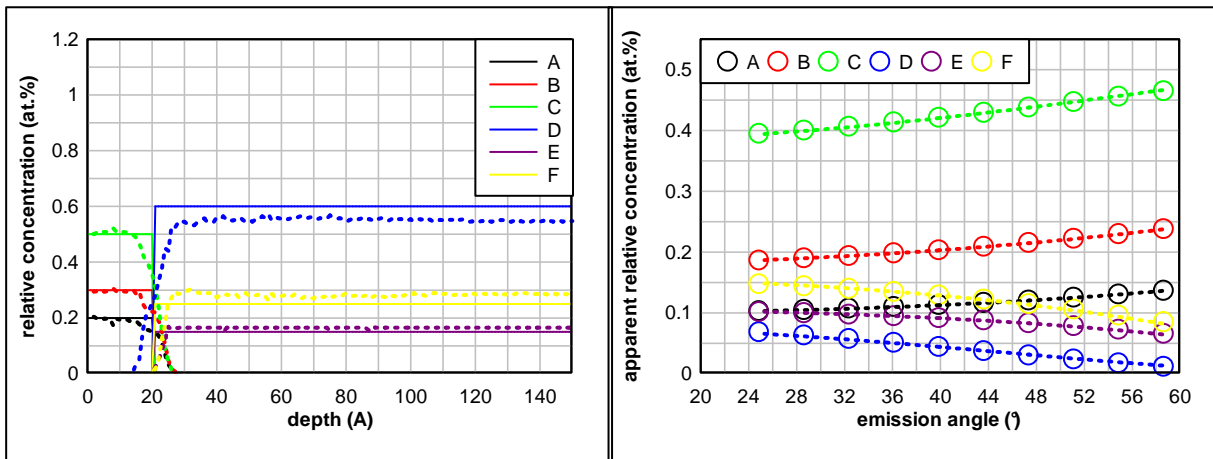 relative concentration (at.%)
1.2
1
0.8
0.6
0.4
0.2
0
A
B
C
D
E
F
0 20 40 60 80 100 120 140
depth (A)
apparent relative concentration (at.%)
0.5
0.4
0.3
0.2
0.1
0
A B C D E F
20 24 28 32 36 40 44 48 52 56 60
emission angle (°)